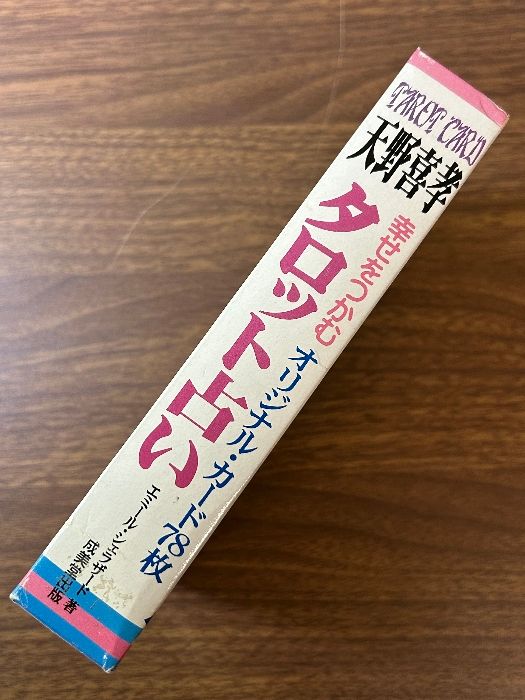 TAROT CARD
天野喜孝
幸せをつかむ
タロット占い
オリジナル・カード78枚
エミール・シェラザード 著
成美堂出版